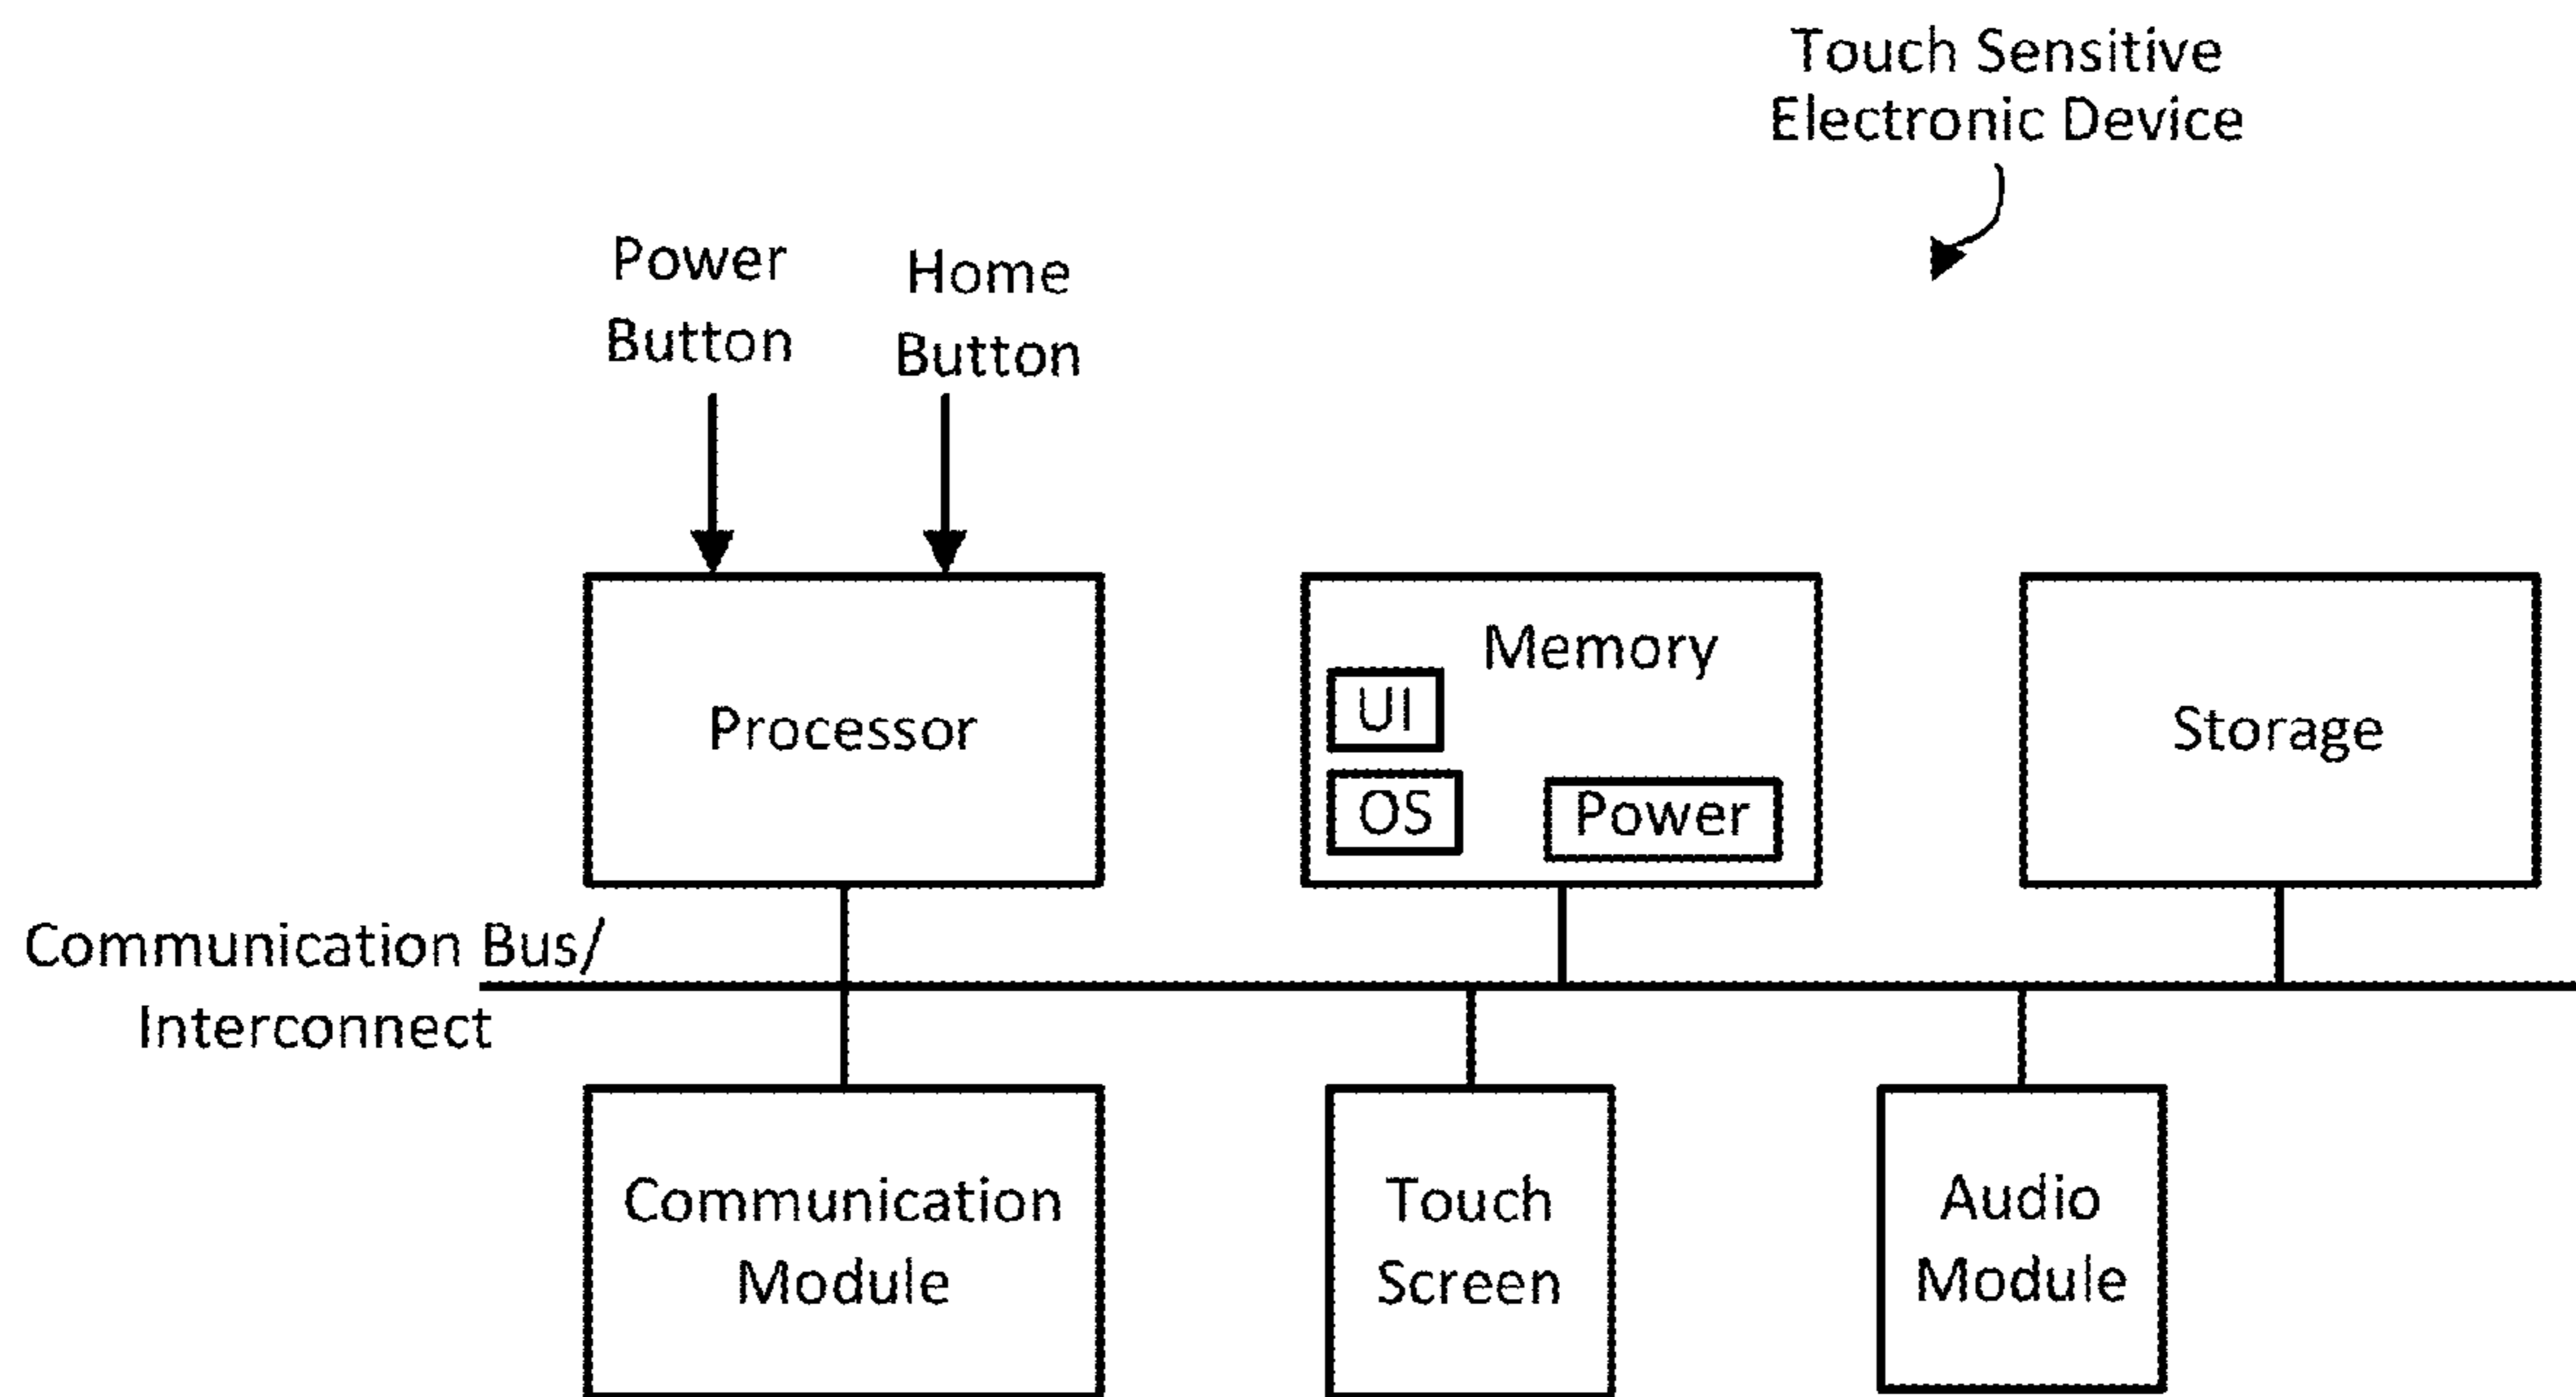 Touch Sensitive
Electronic Device
Power
Button
Home
Button
Processor
Memory
UI
OS
Power
Storage
Communication Bus/
Interconnect
Communication
Module
Touch
Screen
Audio
Module